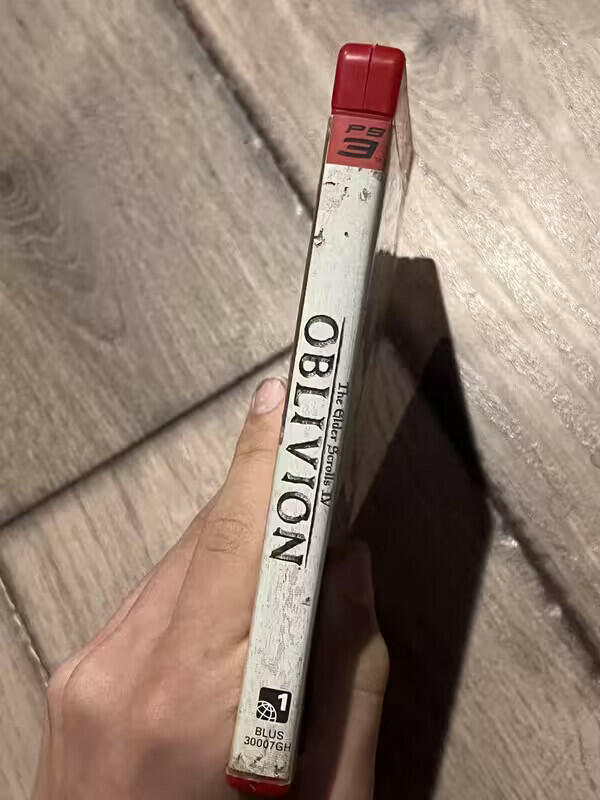 PS3
The Elder Scrolls IV
OBLIVION
1
BLUS
30007GH